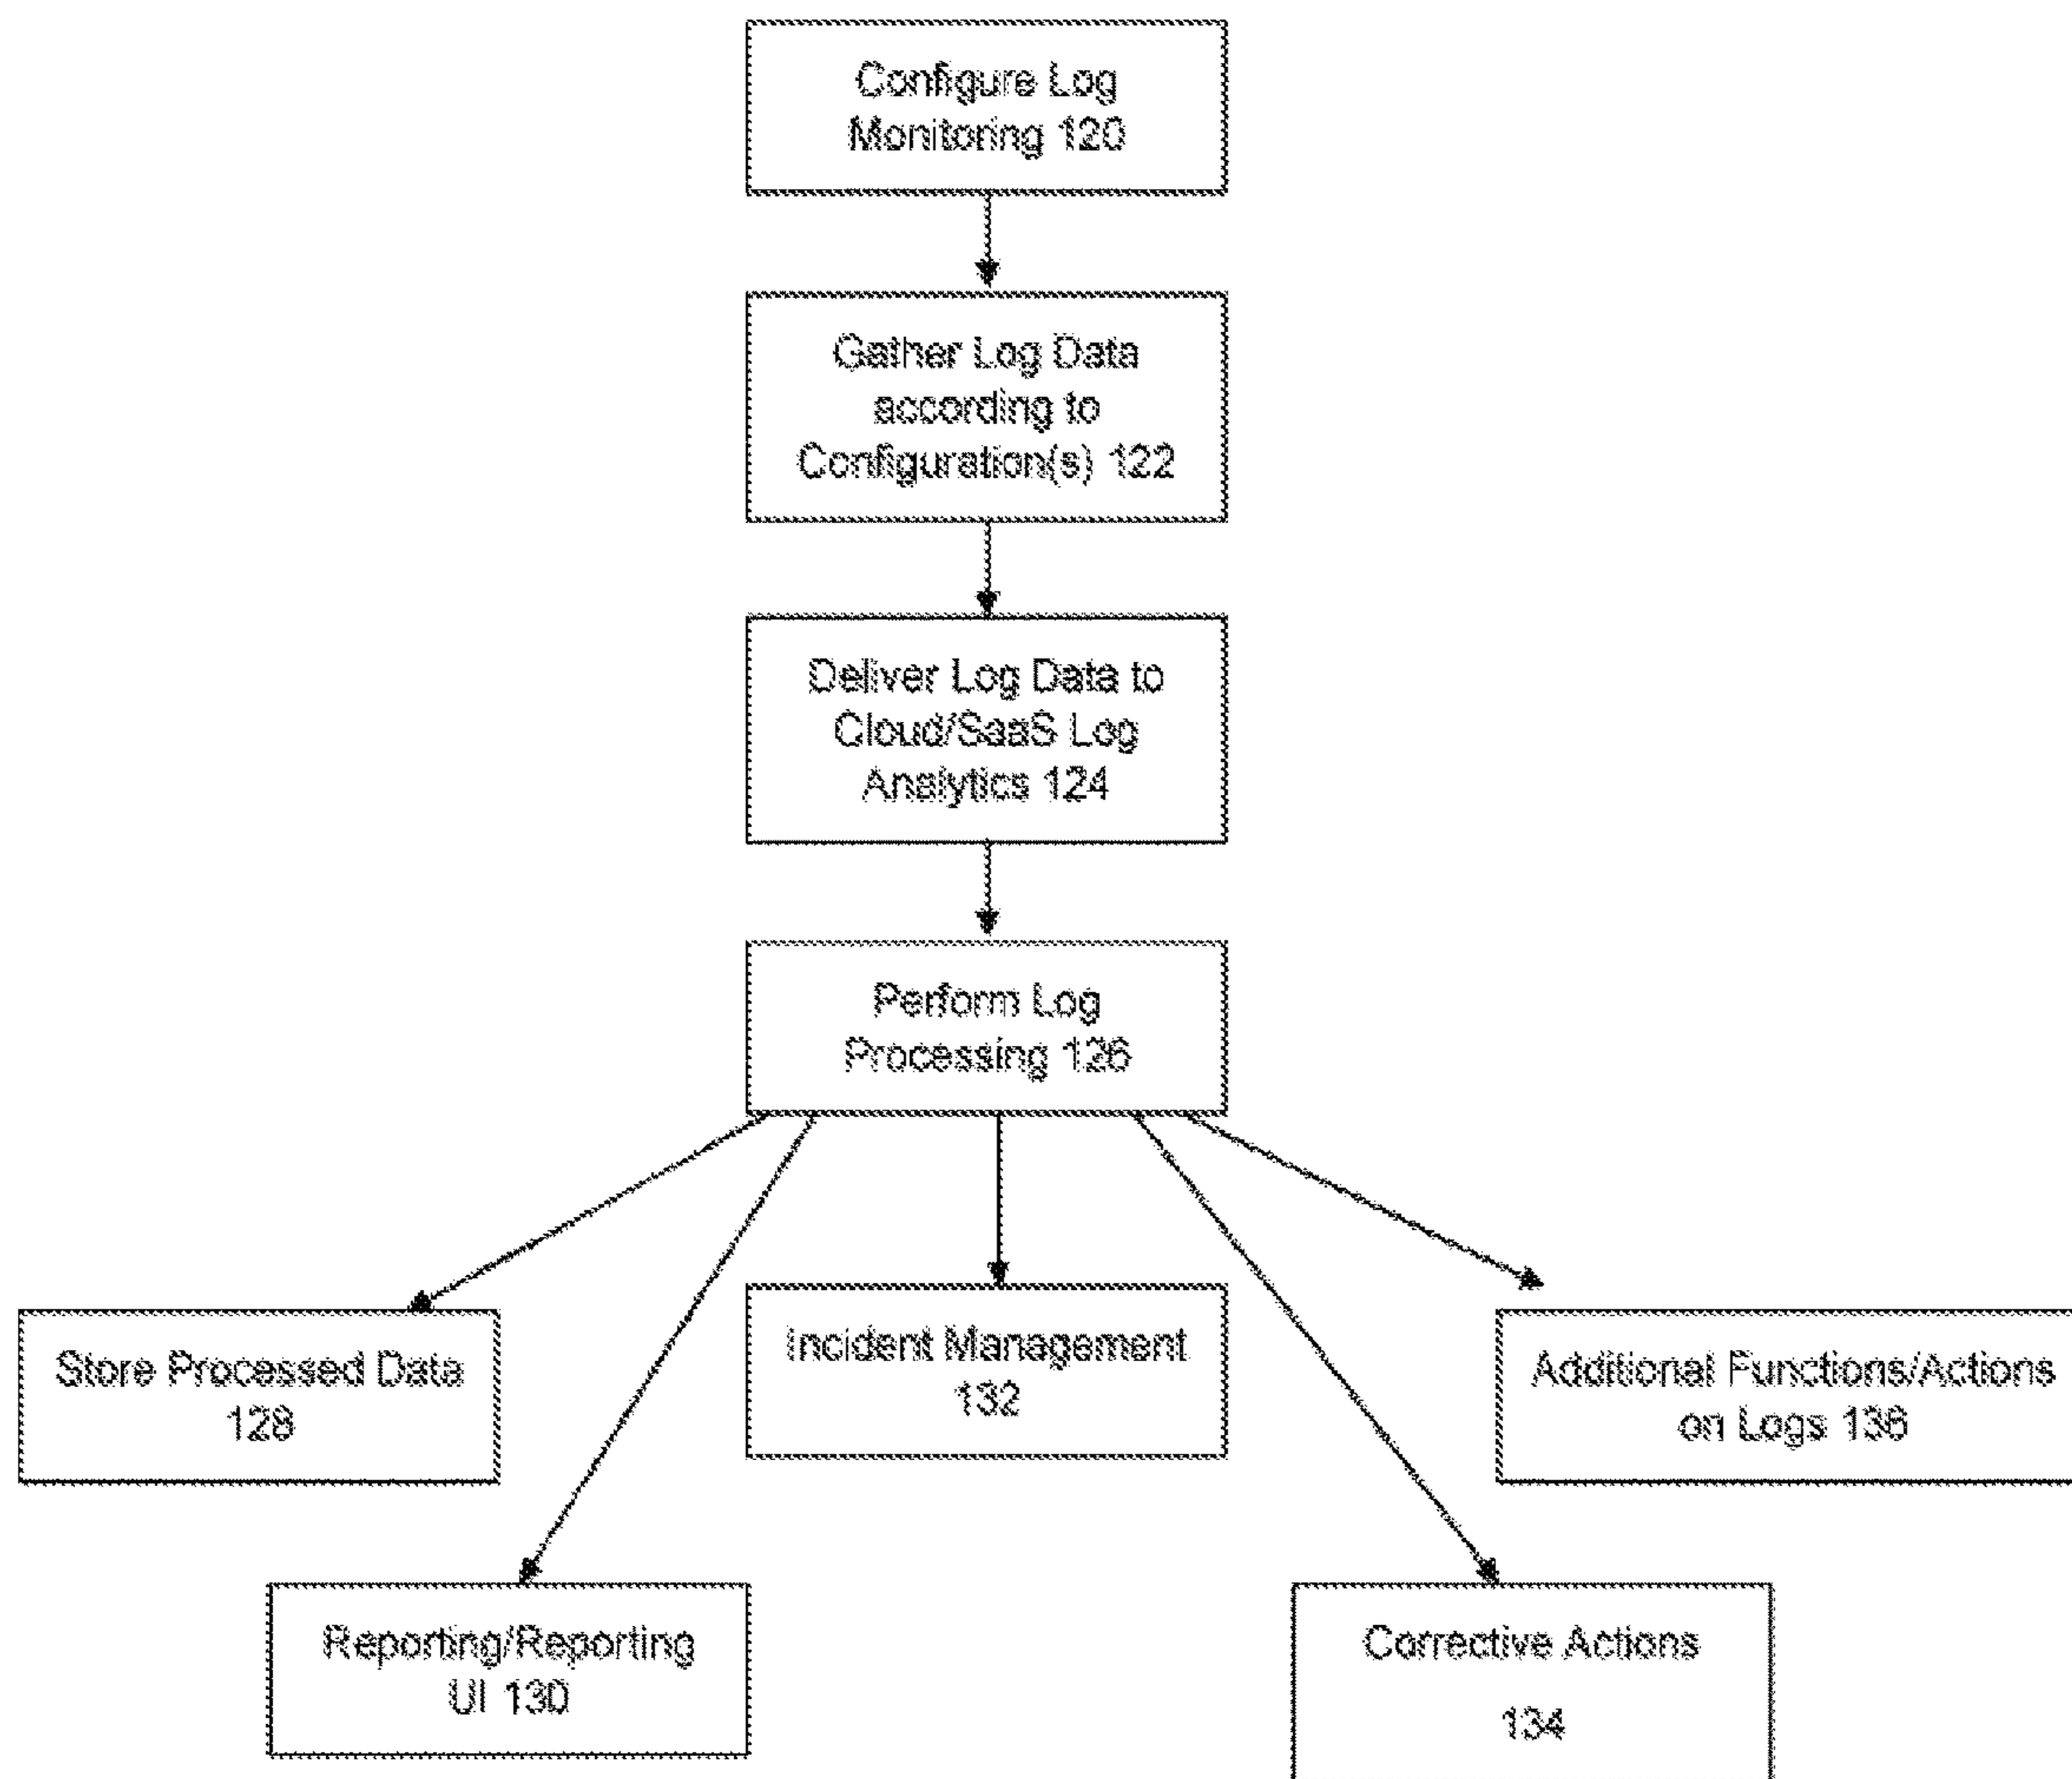 Configure Log
Monitoring 120
Gather Log Data
according to
Configuration(s) 122
Deliver Log Data to
Cloud/SaaS Log
Analytics 124
Perform Log
Processing 126
Store Processed Data
128
Incident Management
132
Additional Functions/Actions
on Logs 136
Reporting/Reporting
UI 130
Corrective Actions
134